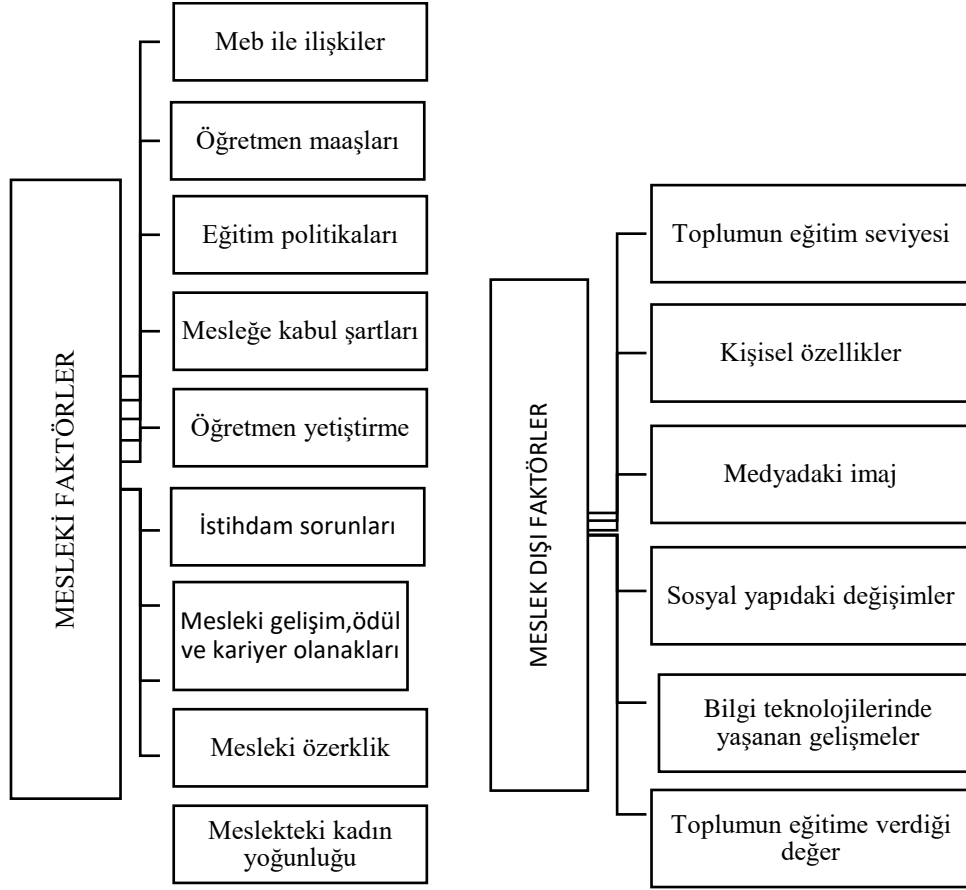 MESLEKİ FAKTÖRLER
Meb ile ilişkiler
Öğretmen maaşları
Eğitim politikaları
Mesleğe kabul şartları
Öğretmen yetiştirme
İstihdam sorunları
Mesleki gelişim,ödül
ve kariyer olanakları
Mesleki özerklik
Meslekteki kadın
yoğunluğu
MESLEK DIŞI FAKTÖRLER
Toplumun eğitim seviyesi
Kişisel özellikler
Medyadaki imaj
Sosyal yapıdaki değişimler
Bilgi teknolojilerinde
yaşanan gelişmeler
Toplumun eğitime verdiği
değer